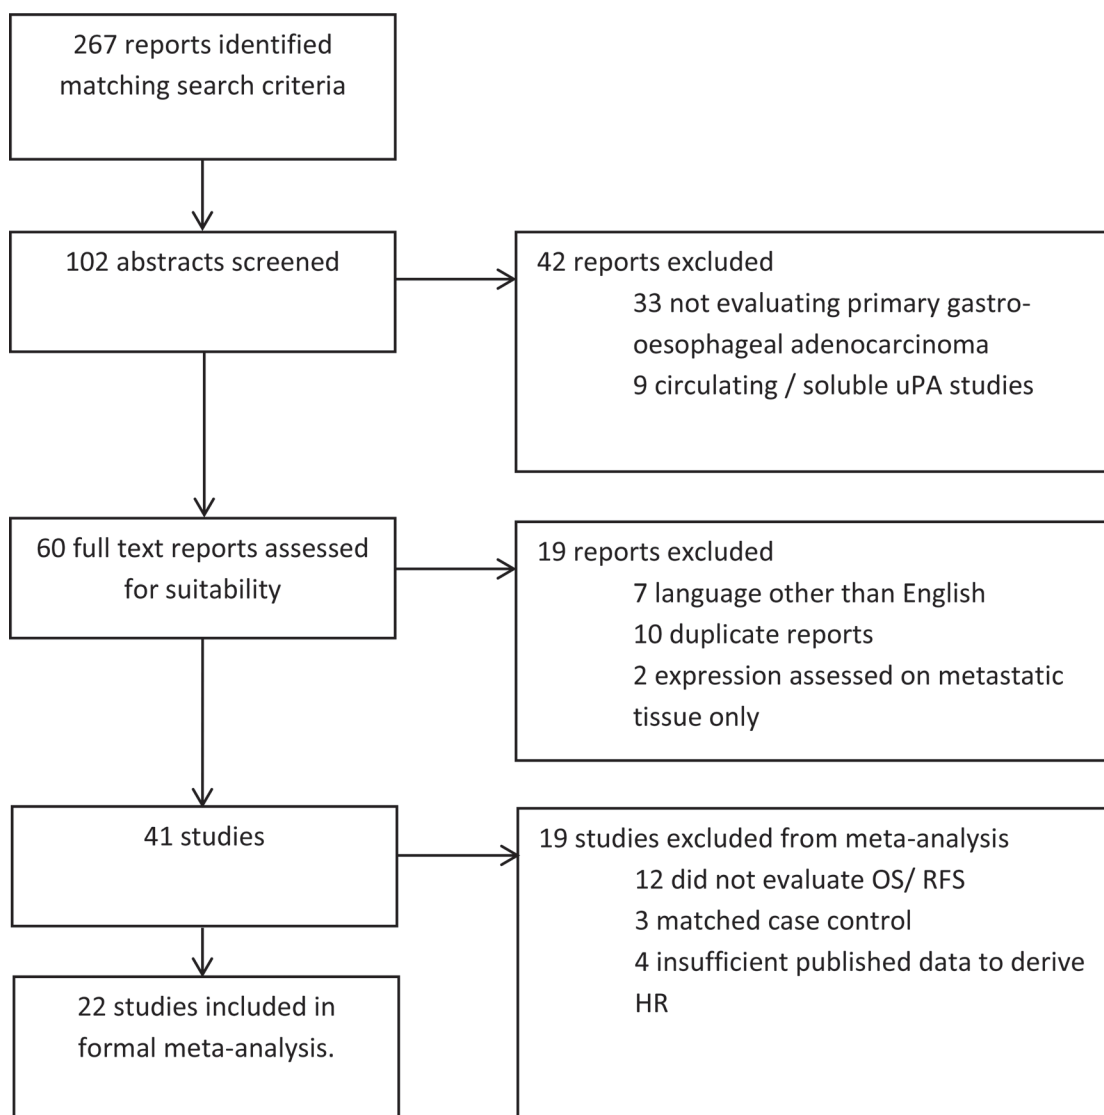 267 reports identified
matching search criteria
102 abstracts screened
42 reports excluded
33 not evaluating primary gastro-
oesophageal adenocarcinoma
9 circulating / soluble uPA studies
60 full text reports assessed
for suitability
19 reports excluded
7 language other than English
10 duplicate reports
2 expression assessed on metastatic
tissue only
41 studies
19 studies excluded from meta-analysis
12 did not evaluate OS/ RFS
3 matched case control
4 insufficient published data to derive
HR
22 studies included in
formal meta-analysis.